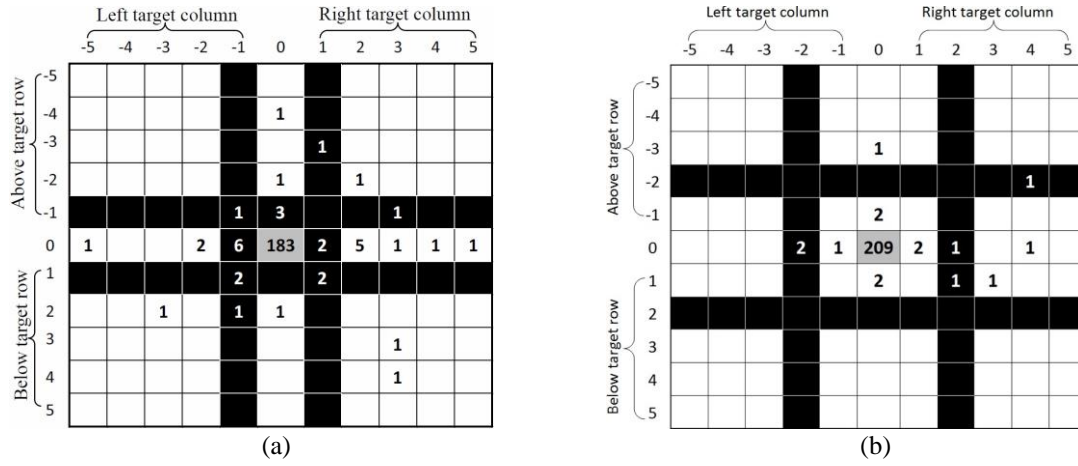 Left target column Right target column
-5 -4 -3 -2 -1 0 1 2 3 4 5
Above target row
-5
-4 1
-3 1
-2 1 1
-1 1 3 1
0 1 2 6 183 2 5 1 1 1
Below target row
1 2 2
2 1 1 1
3 1
4 1
5
(a)
Left target column Right target column
-5 -4 -3 -2 -1 0 1 2 3 4 5
Above target row
-5
-4
-3 1
-2 1
-1 2
0 2 1 209 2 1 1
Below target row
1 2 1 1
2
3
4
5
(b)